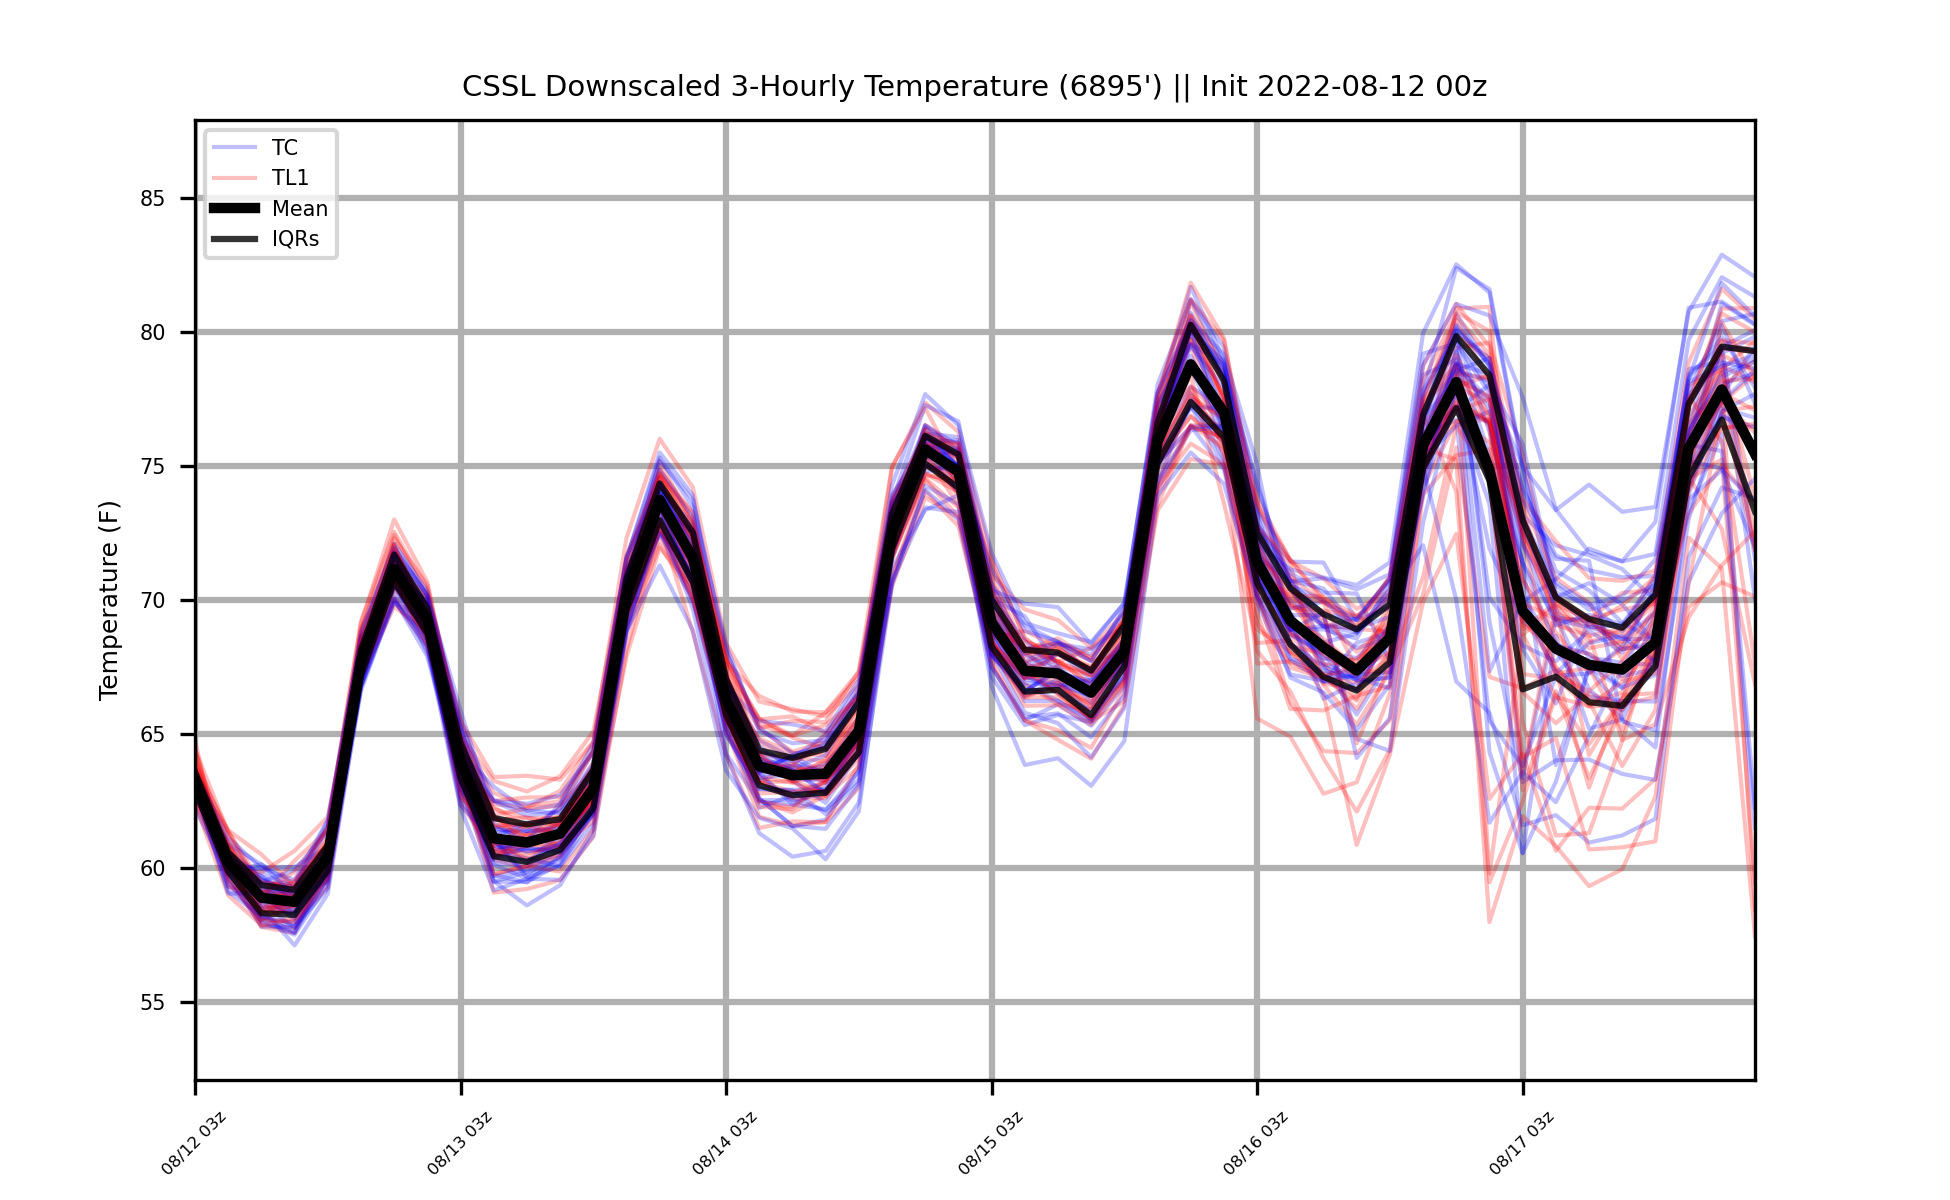 CSSL Downscaled 3-Hourly Temperature (6895') || Init 2022-08-12 00z
TC
TL1
Mean
IQRs
Temperature (F)
85
80
75
70
65
60
55
08/12 03z
08/13 03z
08/14 03z
08/15 03z
08/16 03z
08/17 03z